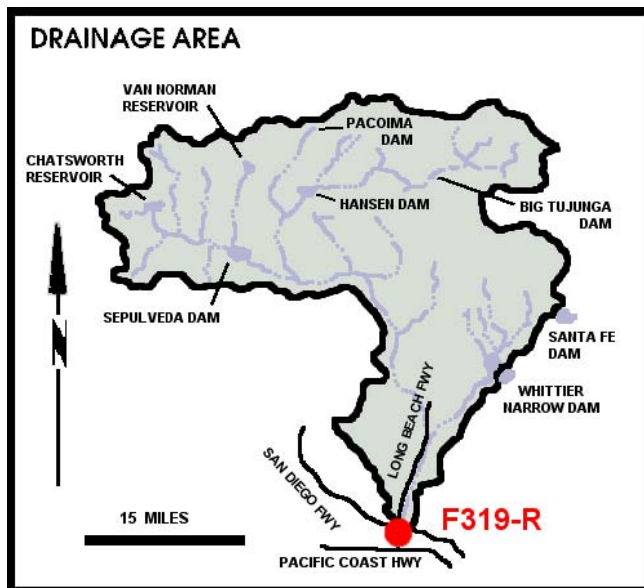 DRAINAGE AREA
VAN NORMAN
RESERVOIR
PACOIMA
DAM
CHATSWORTH
RESERVOIR
HANSEN DAM
BIG TUJUNGA
DAM
SEPULVEDA DAM
SANTA FE
DAM
WHITTIER
NARROW DAM
N
LONG BEACH FWY
SAN DIEGO FWY
15 MILES
F319-R
PACIFIC COAST HWY